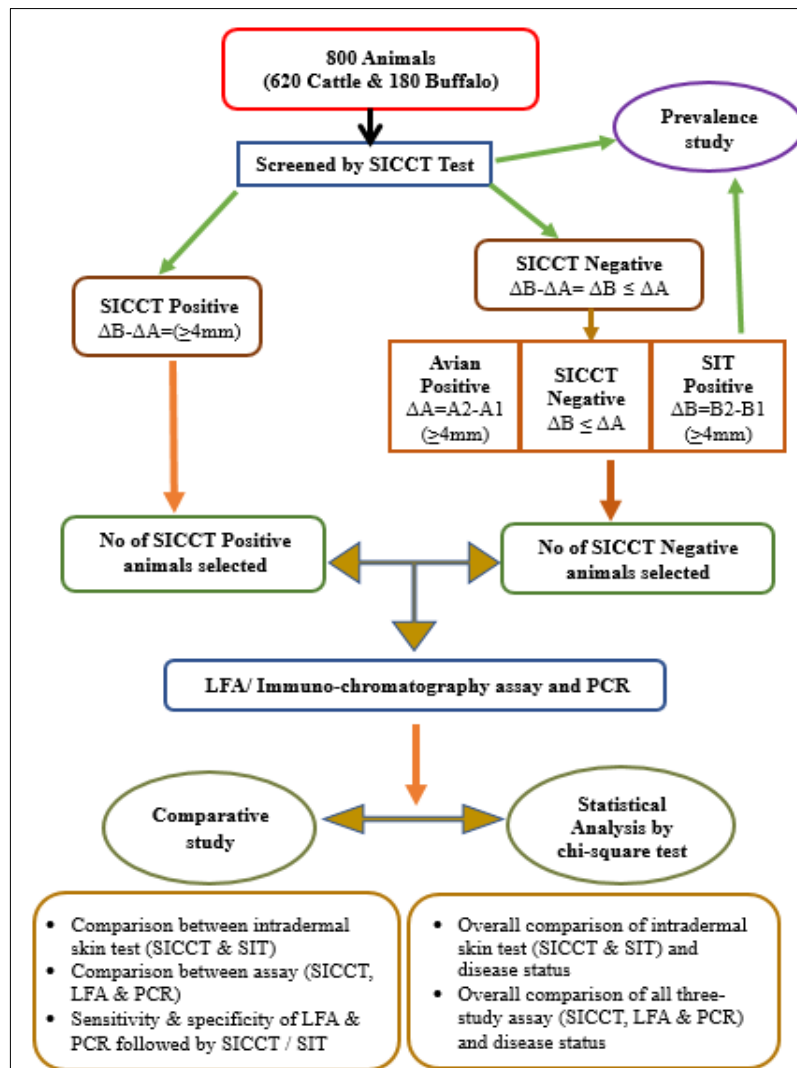 800 Animals
(620 Cattle & 180 Buffalo)
Prevalence
study
Screened by SICCT Test
SICCT Positive
ΔB-ΔA=(≥4mm)
SICCT Negative
ΔB-ΔA= ΔB ≤ ΔA
Avian
Positive
ΔA=A2-A1
(≥4mm)
SICCT
Negative
ΔB ≤ ΔA
SIT
Positive
ΔB=B2-B1
(≥4mm)
No of SICCT Positive
animals selected
No of SICCT Negative
animals selected
LFA/ Immuno-chromatography assay and PCR
Comparative
study
Statistical
Analysis by
chi-square test
• Comparison between intradermal
skin test (SICCT & SIT)
• Comparison between assay (SICCT,
LFA & PCR)
• Sensitivity & specificity of LFA &
PCR followed by SICCT / SIT
• Overall comparison of intradermal
skin test (SICCT & SIT) and
disease status
• Overall comparison of all three-
study assay (SICCT, LFA & PCR)
and disease status